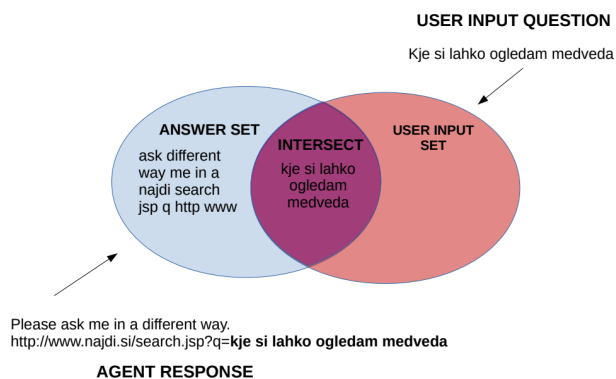 USER INPUT QUESTION
Kje si lahko ogledam medveda
ANSWER SET
ask different
way me in a
najdi search
jsp q http www
INTERSECT
kje si lahko
ogledam
medveda
USER INPUT
SET
Please ask me in a different way.
http://www.najdi.si/search.jsp?q=kje si lahko ogledam medveda
AGENT RESPONSE